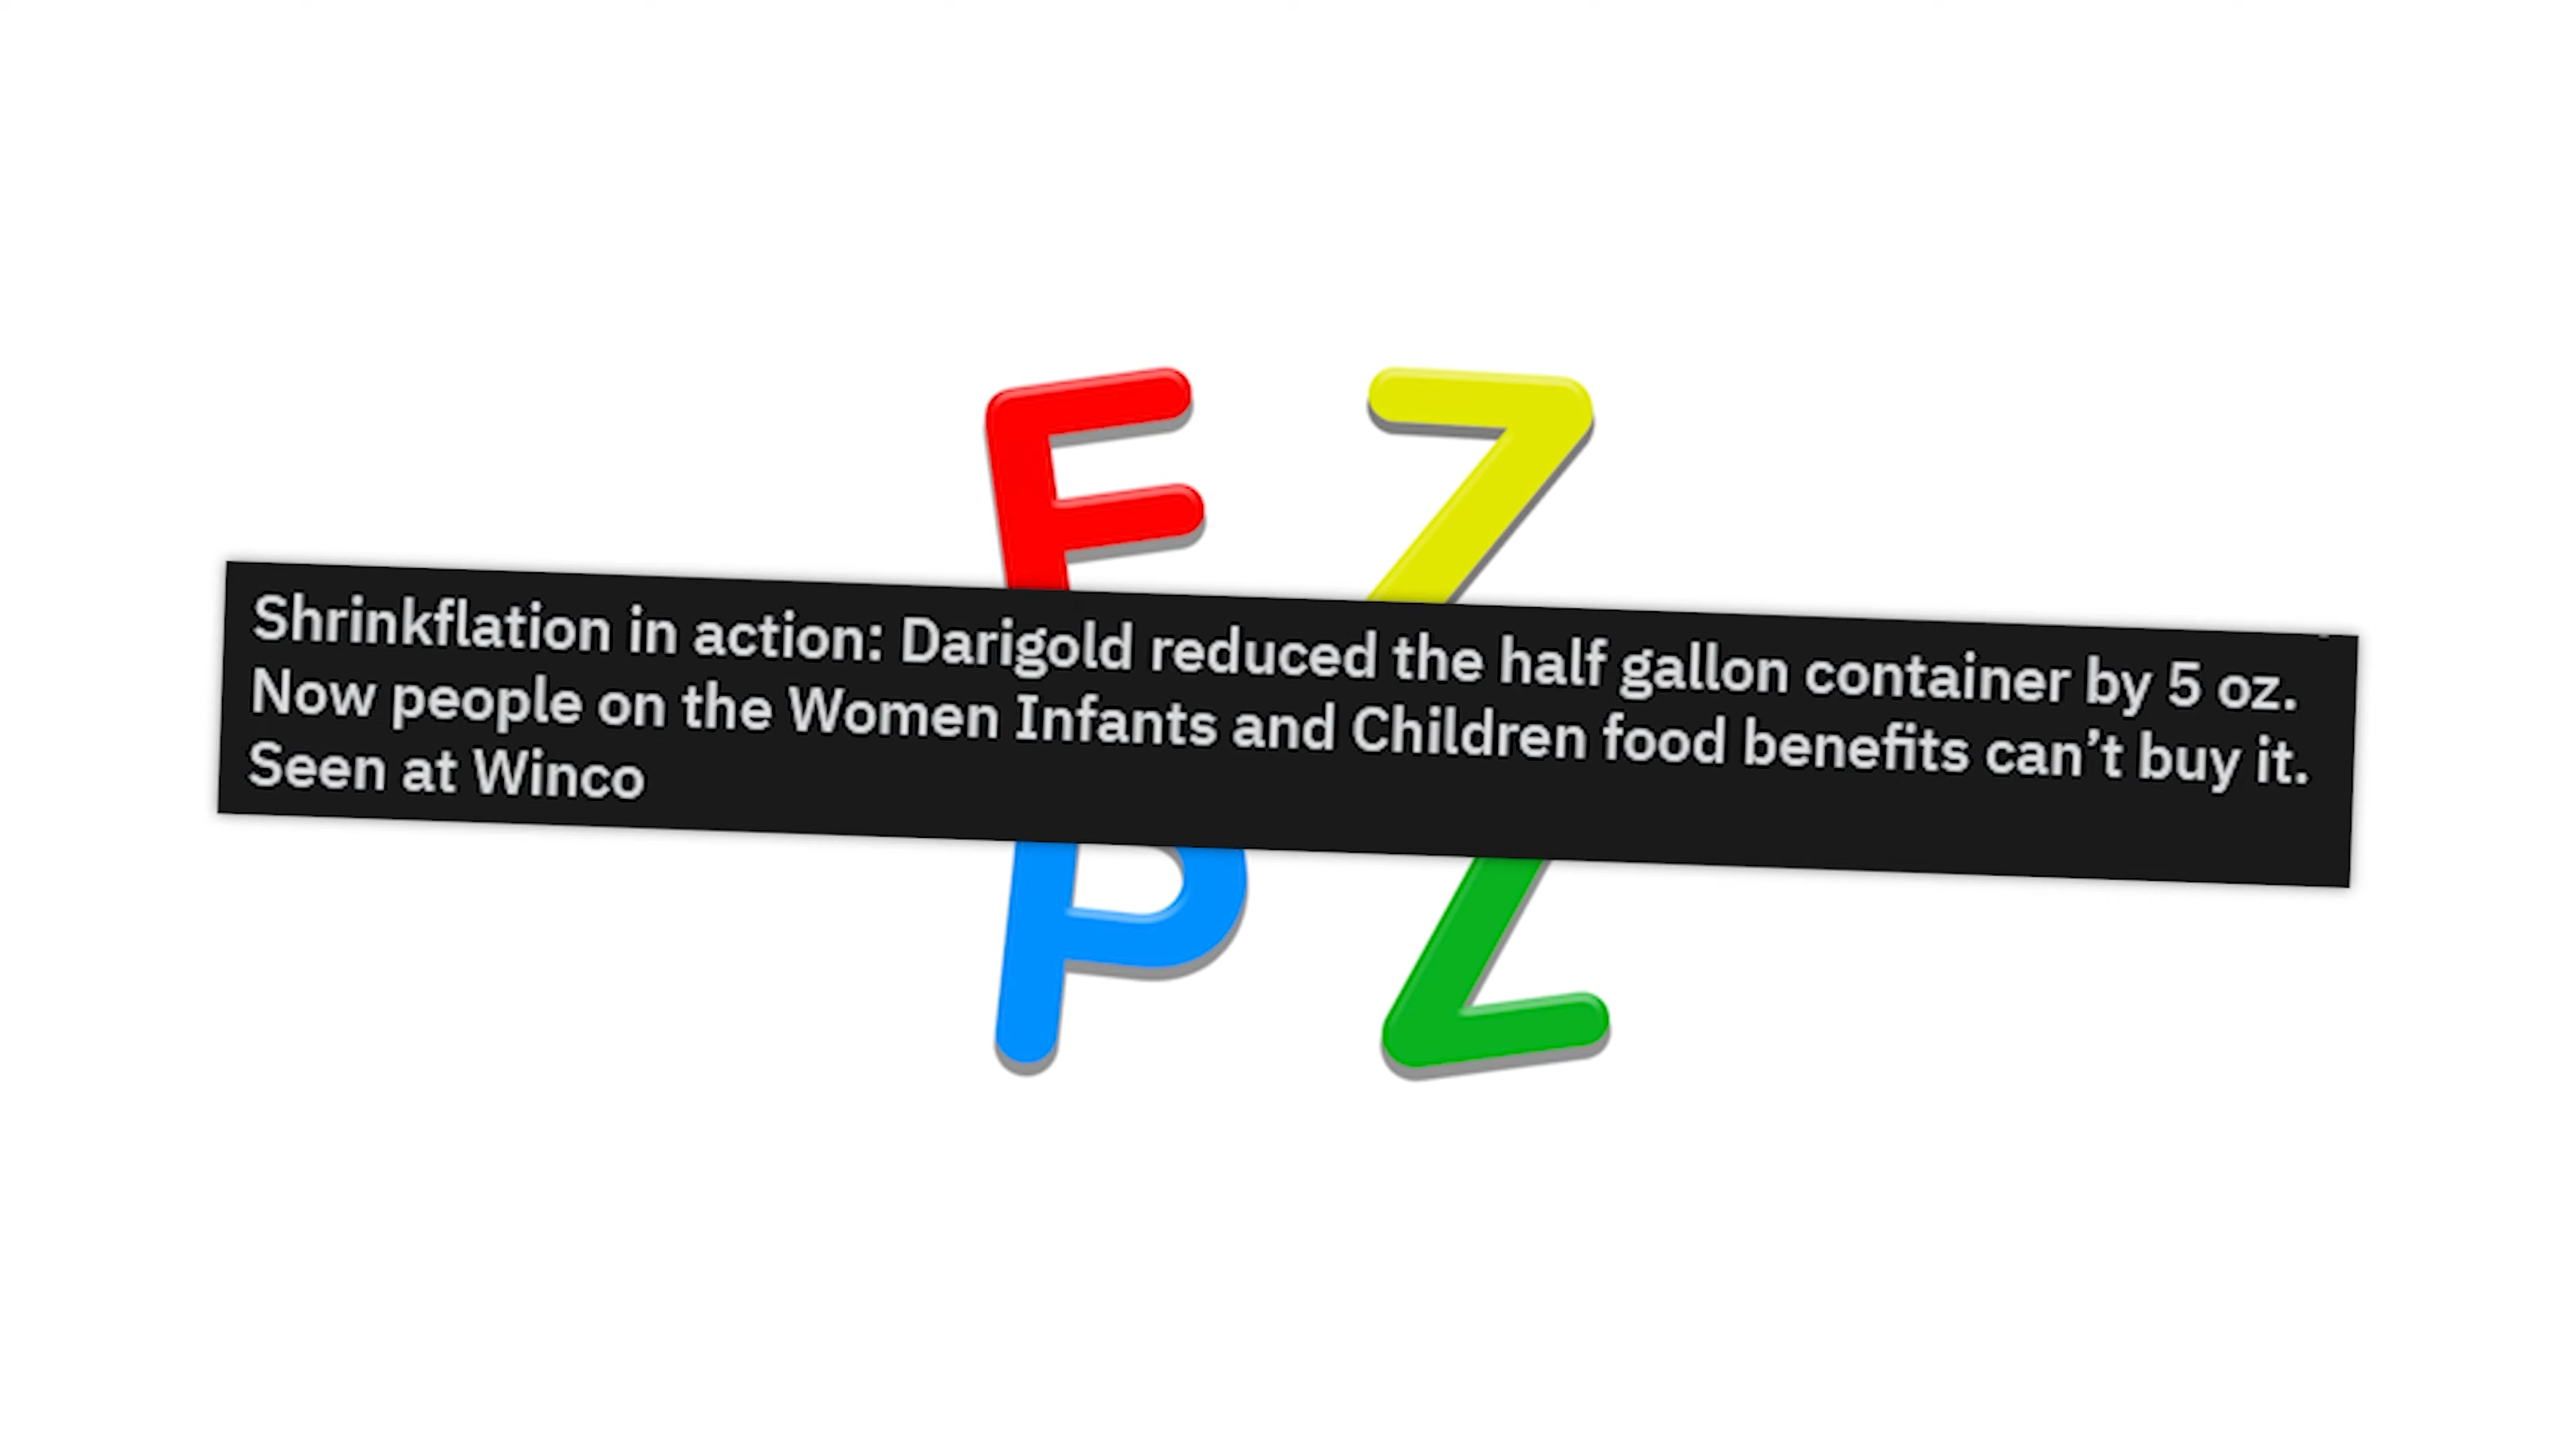 F Z
Shrinkflation in action: Darigold reduced the half gallon container by 5 oz.
Now people on the Women Infants and Children food benefits can’t buy it.
Seen at Winco